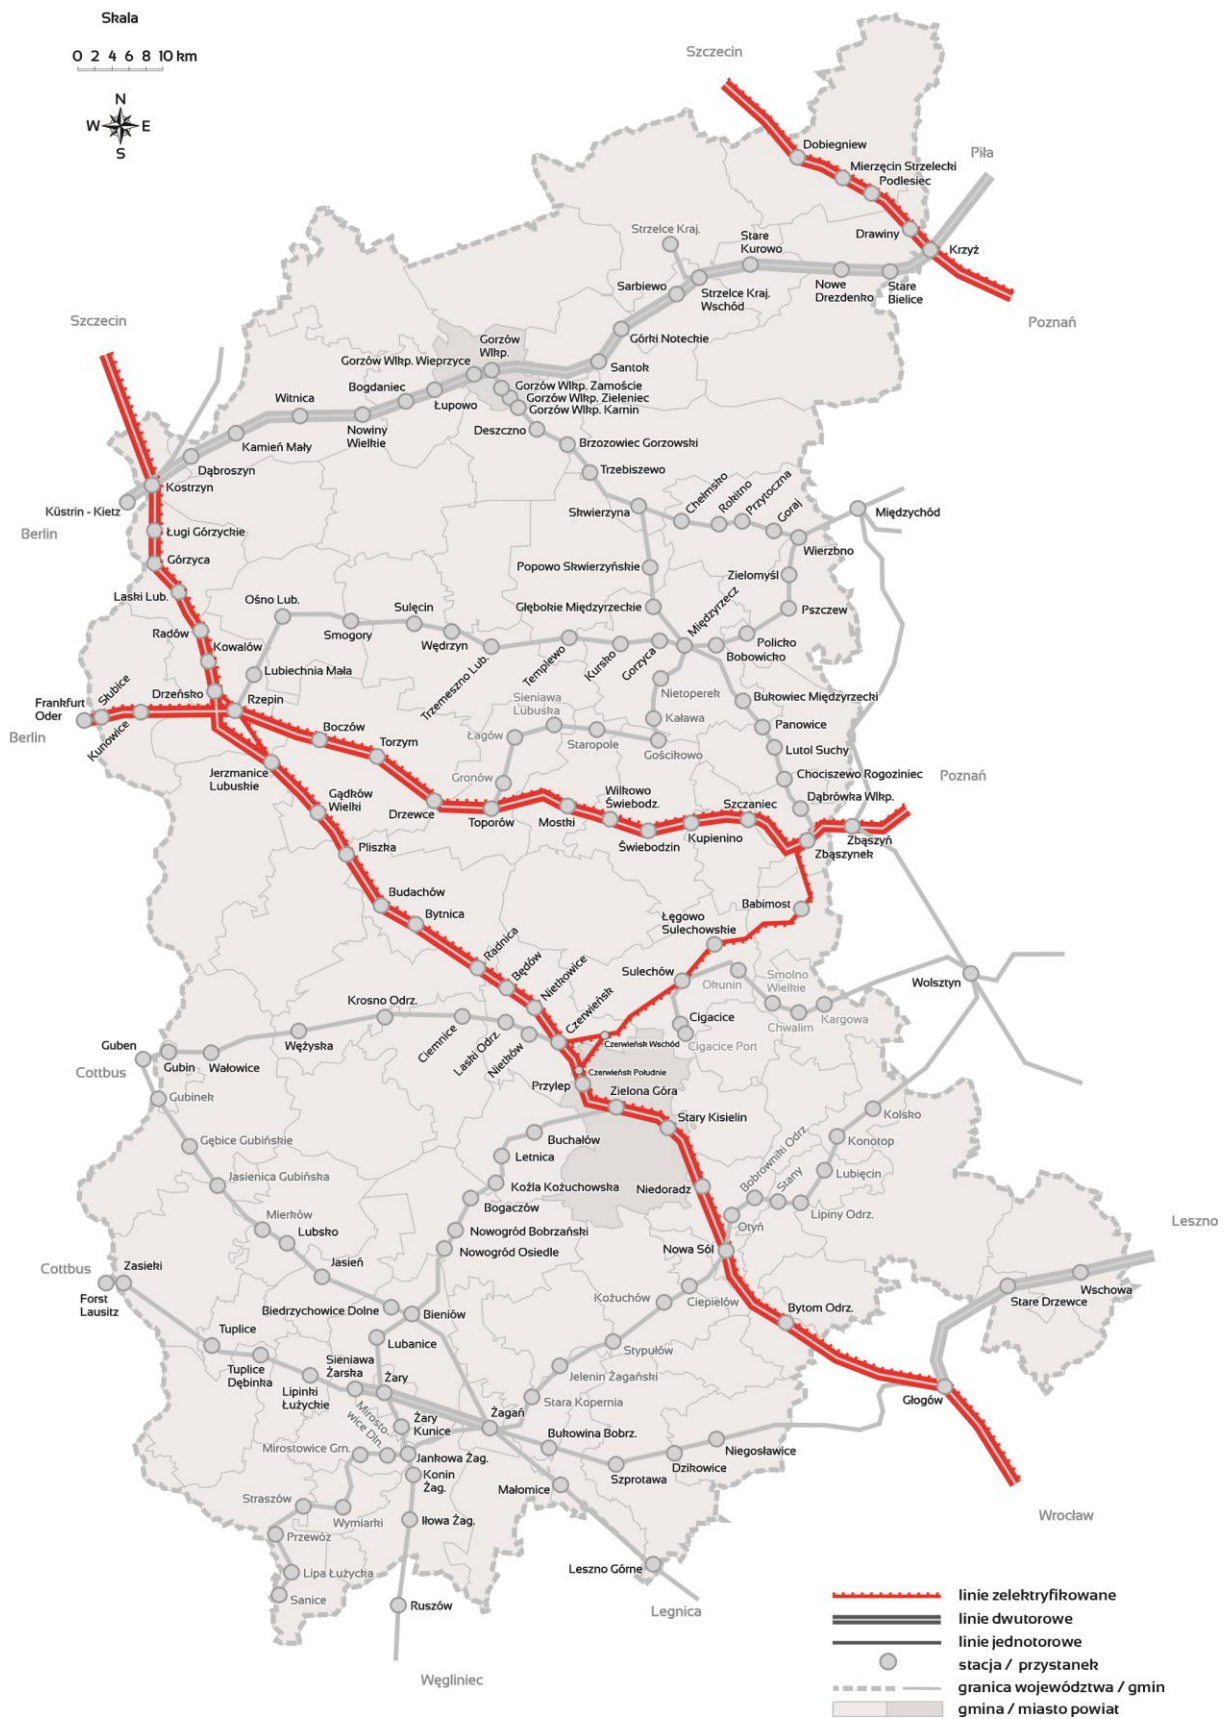 Skala
0 2 4 6 8 10 km
N
W E
S
Szczecin
Dobiegniew
Mierzęcin Strzelecki
Podlesiec
Piła
Drawiny
Krzyż
Strzelce Kraj.
Stare
Kurowo
Sarbiewo
Strzelce Kraj.
Wschód
Nowe
Drezdenko
Stare
Bielice
Poznań
Szczecin
Górki Noteckie
Gorzów
Wlkp.
Gorzów Wlkp. Wieprzyce
Santok
Bogdaniec
Gorzów Wlkp. Zamoście
Gorzów Wlkp. Zieleniec
Gorzów Wlkp. Karnin
Witnica
Łupowo
Nowiny
Wielkie
Deszczno
Kamień Mały
Brzozowiec Gorzowski
Dąbroszyn
Trzebiszewo
Kostrzyn
Küstrin - Kietz
Berlin
Skwierzyna
Chełmsko
Rokitno
Przytoczna
Goraj
Międzychód
Ługi Górzyckie
Wierzbno
Górzyca
Popowo Skwierzyńskie
Zielomyśl
Laski Lub.
Ośno Lub.
Głębokie Międzyrzeckie
Pszczew
Radów
Smogory
Sulęcin
Wędrzyn
Międzyrzecz
Policko
Kowalów
Trzemeszno Lub.
Templewo
Kursko
Gorzyca
Bobowicko
Lubiechnia Mała
Drzeńsko
Rzepin
Nietoperek
Bukowiec Międzyrzecki
Frankfurt
Oder
Słubice
Kunowice
Berlin
Sieniawa
Lubuska
Kaława
Panowice
Boczów
Torzym
Łagów
Staropole
Gościkowo
Lutol Suchy
Jerzmanice
Lubuskie
Gronów
Chociszewo Rogoziniec
Poznań
Gądków
Wielki
Drzewce
Toporów
Mostki
Wilkowo
Świebodz.
Szczaniec
Dąbrówka Wlkp.
Świebodzin
Kupienino
Zbąszynek
Zbąszyń
Pliszka
Budachów
Bytnica
Babimost
Łęgowo
Sulechowskie
Radnica
Będów
Nietkowice
Sulechów
Okunin
Smolno
Wielkie
Wolsztyn
Krosno Odrz.
Czerwieńsk
Cigacice
Chwalim
Kargowa
Wężyska
Ciemnice
Laski Odrz.
Nietków
Czerwieńsk Wschód
Cigacice Port
Guben
Gubin
Wałowice
Cottbus
Czerwieńsk Południe
Przylep
Zielona Góra
Gubinek
Stary Kisielin
Kolsko
Buchałów
Konotop
Gębice Gubińskie
Letnica
Bobrowniki Odrz
Stany
Lubięcin
Jasienica Gubińska
Koźla Kożuchowska
Niedoradz
Bogaczów
Lipiny Odrz.
Mierków
Nowogród Bobrzański
Otyń
Leszno
Lubsko
Nowogród Osiedle
Nowa Sól
Jasień
Cottbus
Zasieki
Forst
Lausitz
Wschowa
Stare Drzewce
Biedrzychowice Dolne
Bieniów
Kożuchów
Ciepielów
Bytom Odrz.
Tuplice
Lubanice
Stypułów
Tuplice
Dębinka
Sieniawa
Żarska
Żary
Jelenin Żagański
Lipinki
Łużyckie
Stara Kopernia
Głogów
Mirosto-
wice Dln.
Żary
Kunice
Żagań
Bukowina Bobrz.
Niegosławice
Mirostowice Grn.
Jankowa Żag.
Dzikowice
Szprotawa
Konin
Żag.
Małomice
Straszów
Wymiarki
Iłowa Żag.
Wrocław
Przewóz
Lipa Łużycka
Leszno Górne
Sanice
Ruszów
Legnica
linie zelektryfikowane
linie dwutorowe
linie jednotorowe
stacja / przystanek
granica województwa / gmin
gmina / miasto powiat
Węgliniec